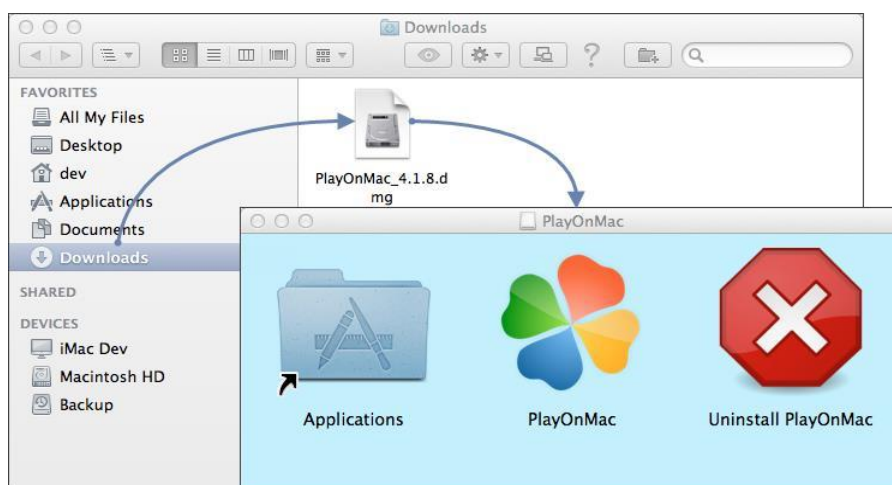 Downloads
FAVORITES
All My Files
Desktop
dev
Applications
Documents
Downloads
SHARED
DEVICES
iMac Dev
Macintosh HD
Backup
PlayOnMac_4.1.8.d
mg
PlayOnMac
Applications
PlayOnMac
Uninstall PlayOnMac